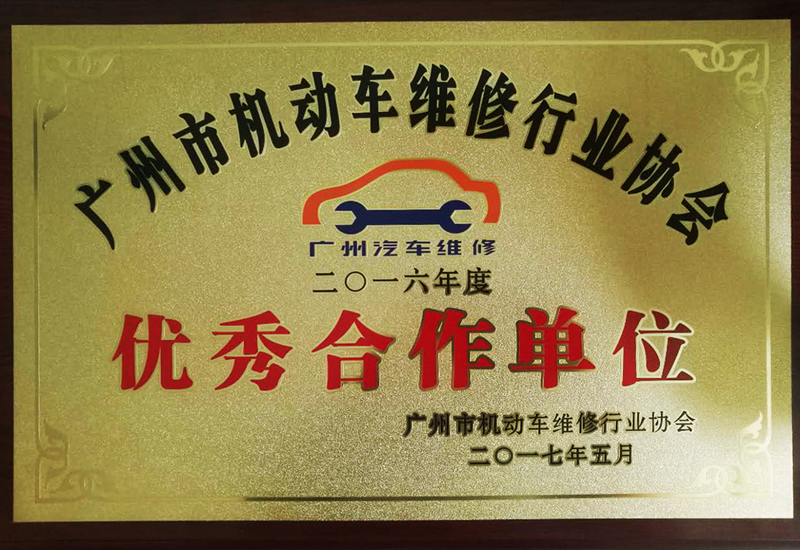 广州市机动车维修行业协会
广州汽车维修
二〇一六年度
优秀合作单位
广州市机动车维修行业协会
二〇一七年五月